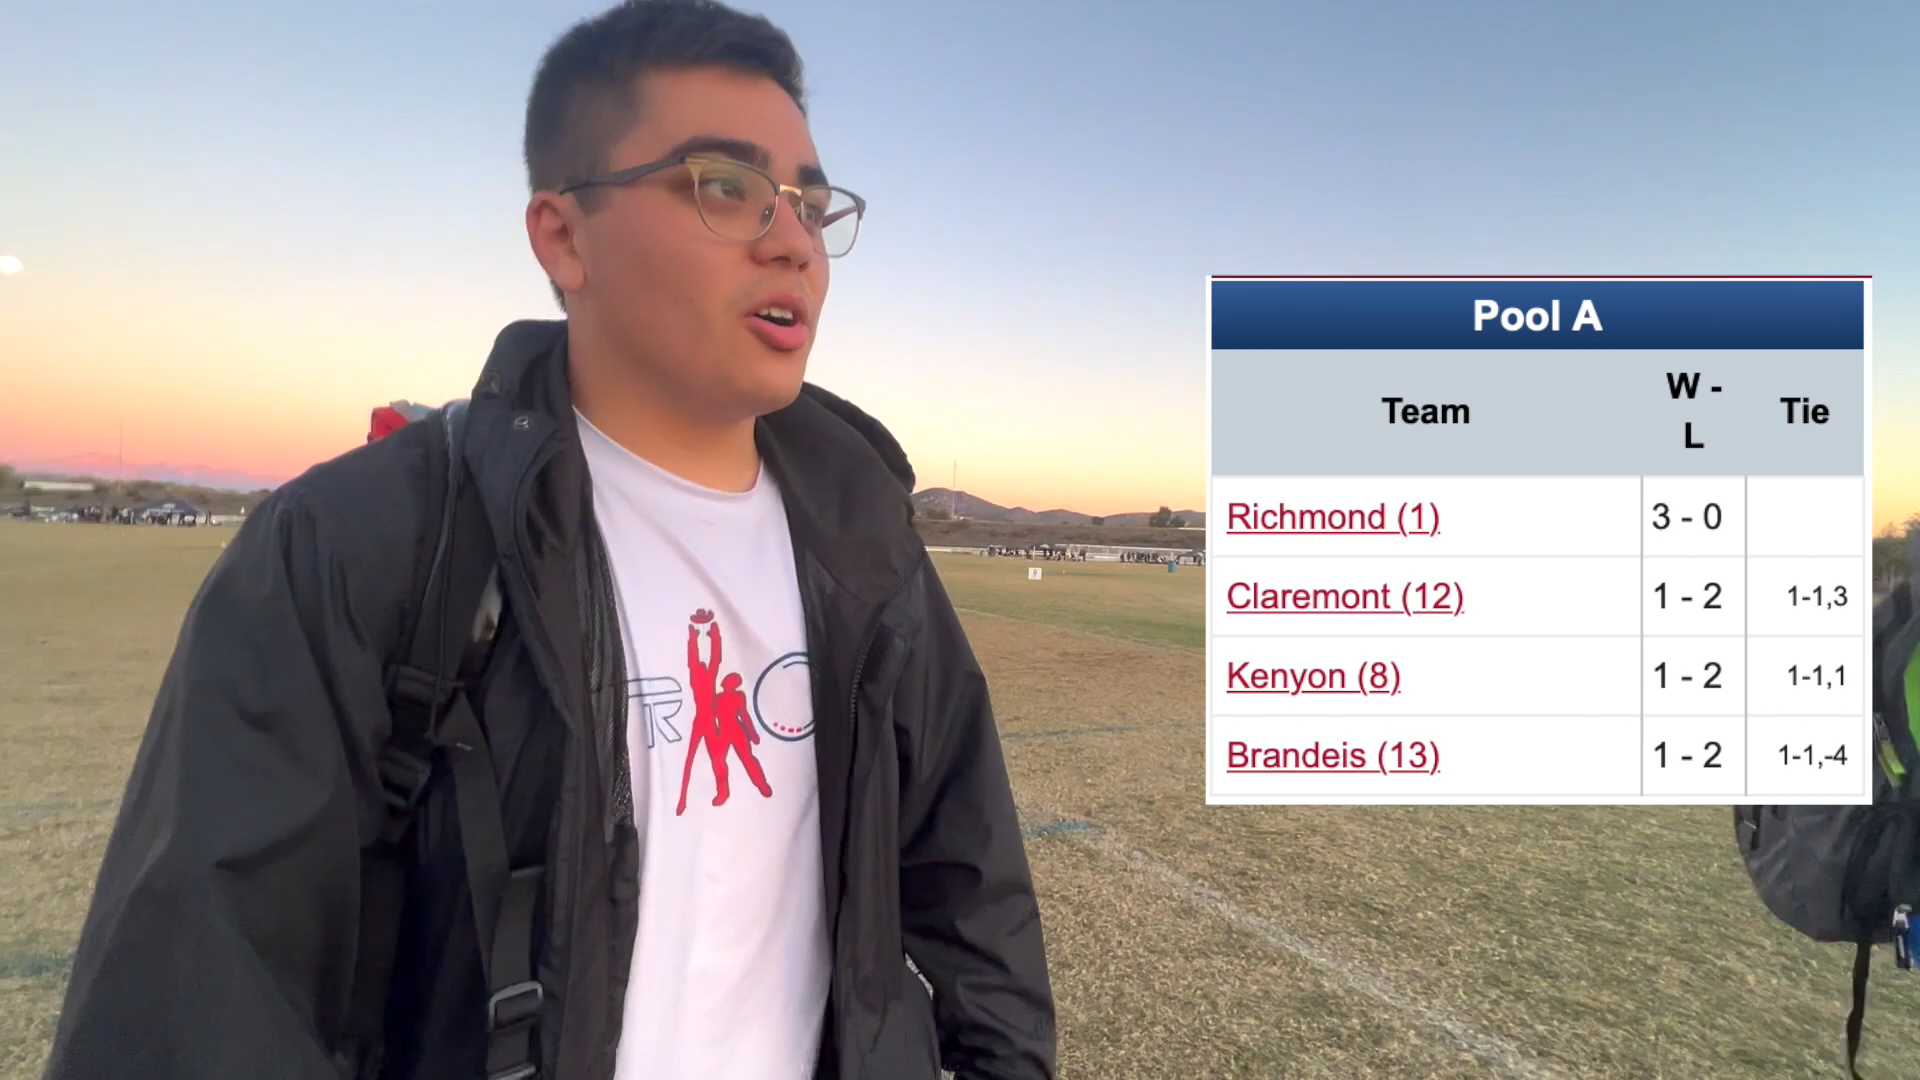 Pool A
Team W - L Tie
Richmond (1) 3 - 0
Claremont (12) 1 - 2 1-1,3
Kenyon (8) 1 - 2 1-1,1
Brandeis (13) 1 - 2 1-1,-4